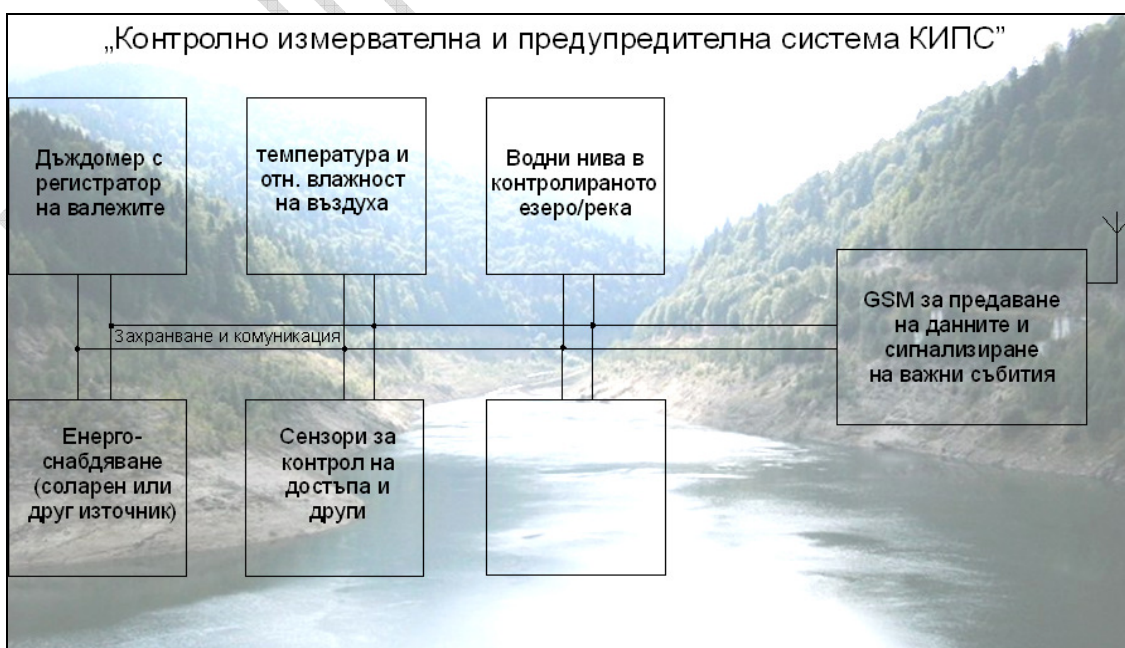 „Контролно измервателна и предупредителна система КИПС”
Дъждомер с
регистратор
на валежите
температура и
отн. влажност
на въздуха
Водни нива в
контролираното
езеро/река
GSM за предаване
на данните и
сигнализиране
на важни събития
Захранване и комуникация
Енерго-
снабдяване
(соларен или
друг източник)
Сензори за
контрол на
достъпа и
други